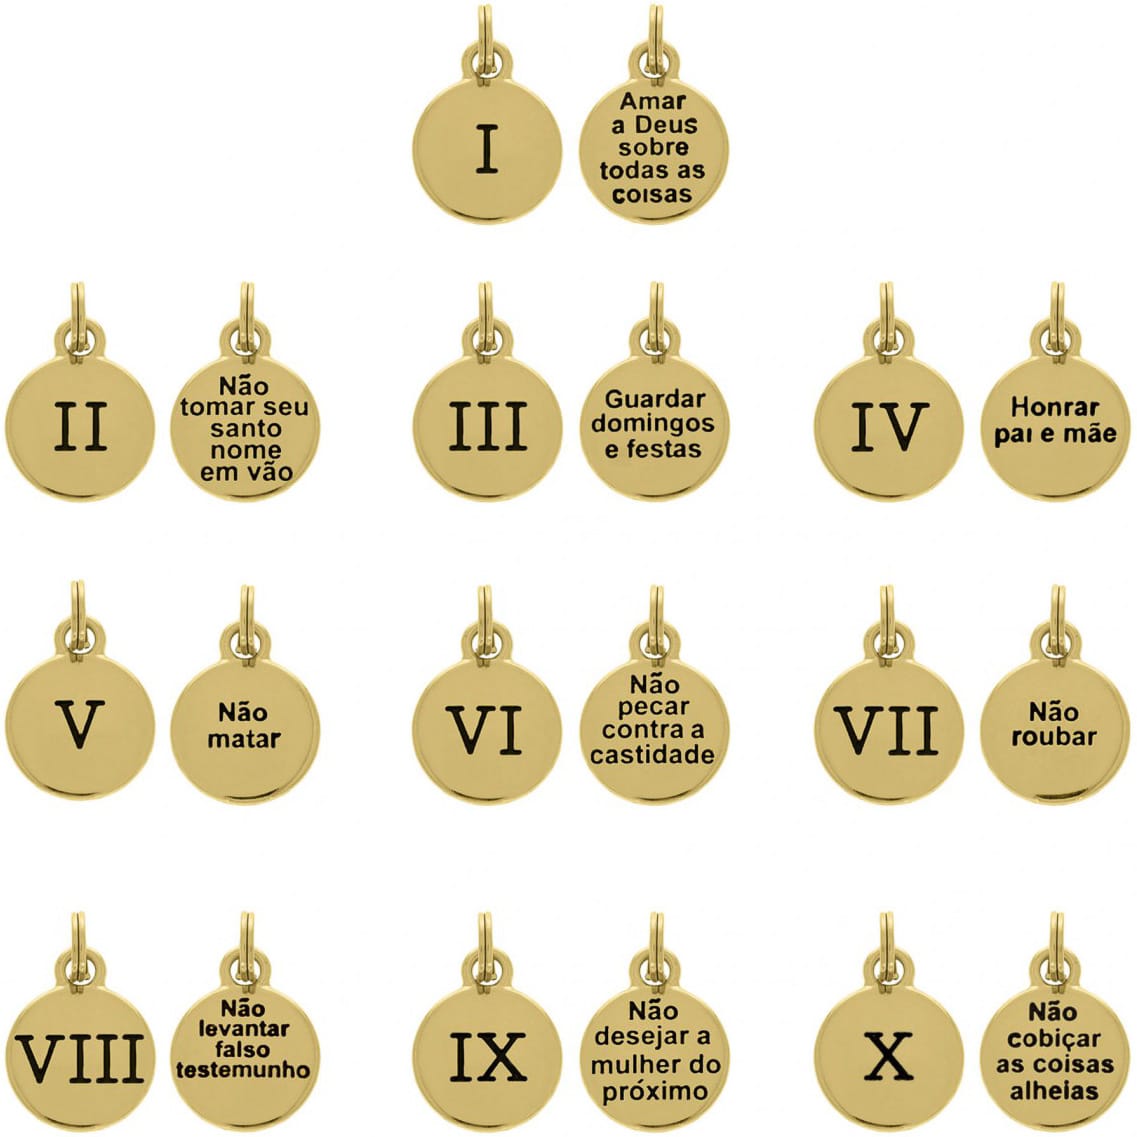 I
Amar
a Deus
sobre
todas as
coisas
II
Não
tomar seu
santo
nome
em vão
III
Guardar
domingos
e festas
IV
Honrar
pai e mãe
V
Não
matar
VI
Não
pecar
contra a
castidade
VII
Não
roubar
VIII
Não
levantar
falso
testemunho
IX
Não
desejar a
mulher do
próximo
X
Não
cobiçar
as coisas
alheias